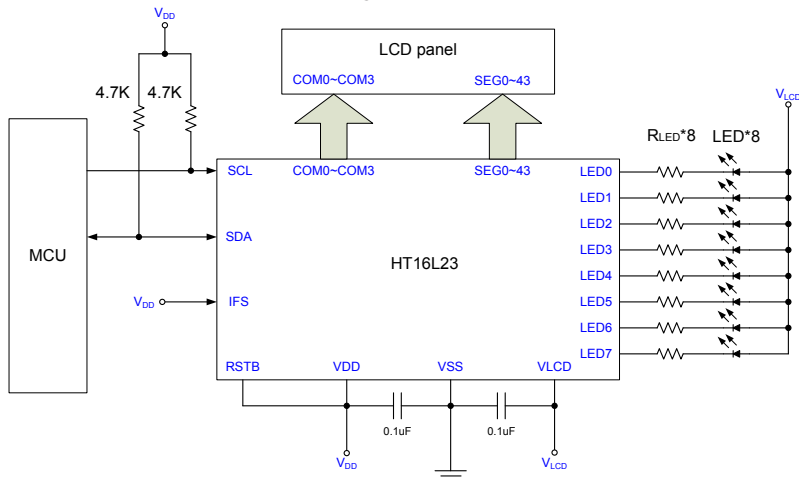 VDD
LCD panel
COM0~COM3 SEG0~43
4.7K 4.7K
VLCD
RLED*8 LED*8
MCU
SCL COM0~COM3 SEG0~43 LED0
LED1
LED2
SDA
LED3
HT16L23
LED4
VDD IFS LED5
LED6
LED7
RSTB VDD VSS VLCD
0.1uF 0.1uF
VDD VLCD